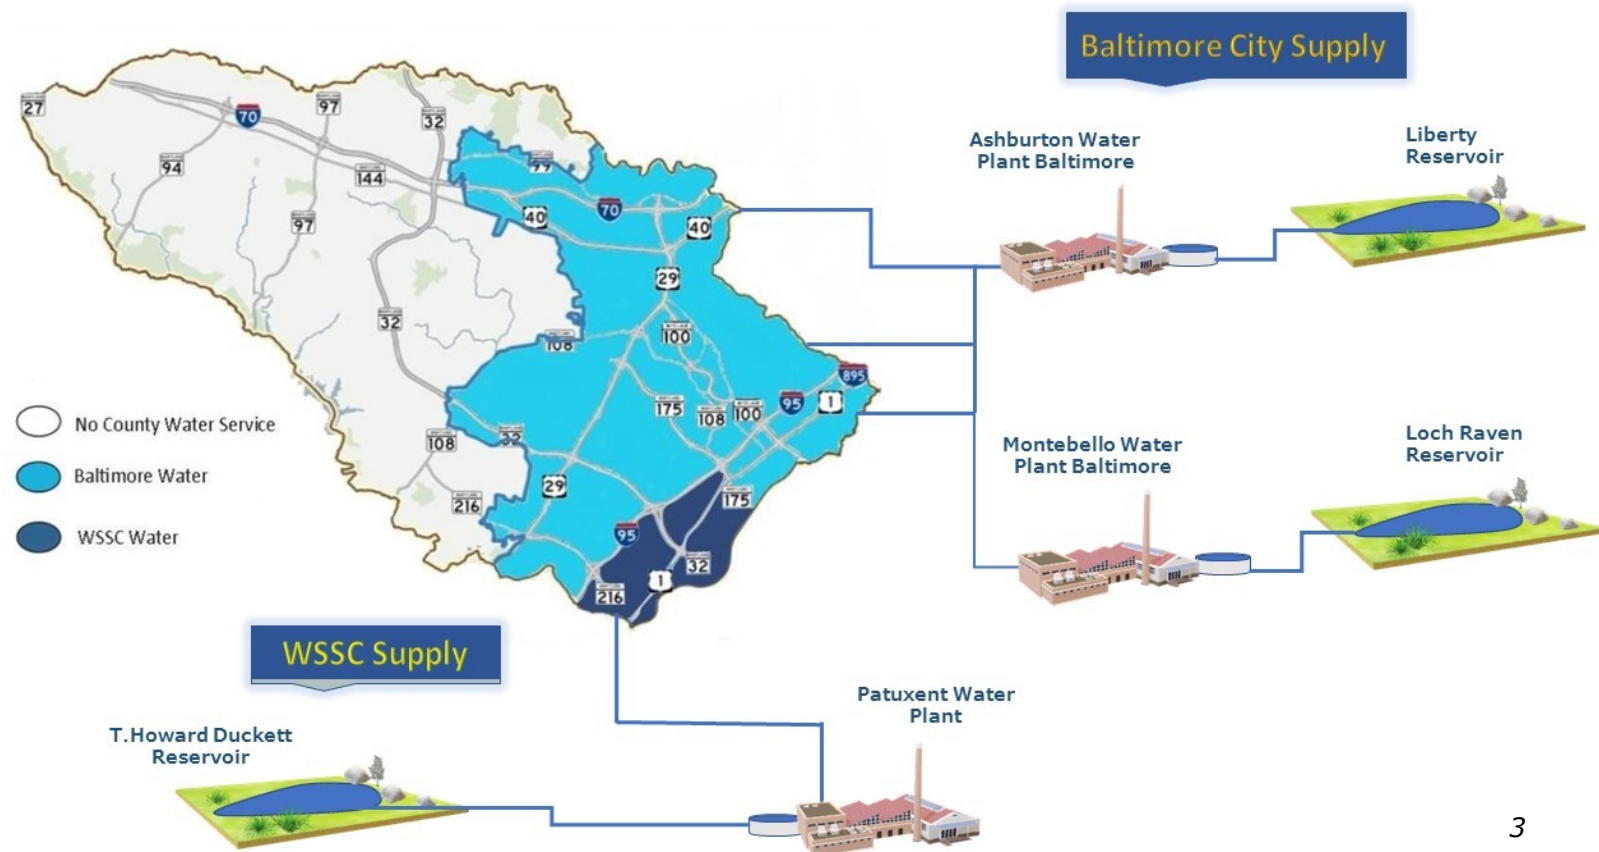 Baltimore City Supply
Ashburton Water
Plant Baltimore
Liberty
Reservoir
Montebello Water
Plant Baltimore
Loch Raven
Reservoir
27
70
97
32
94
144
99
97
40
70
40
29
32
108
100
895
175
108
100
95
1
108
32
216
29
175
95
32
1
216
No County Water Service
Baltimore Water
WSSC Water
WSSC Supply
T.Howard Duckett
Reservoir
Patuxent Water
Plant
3